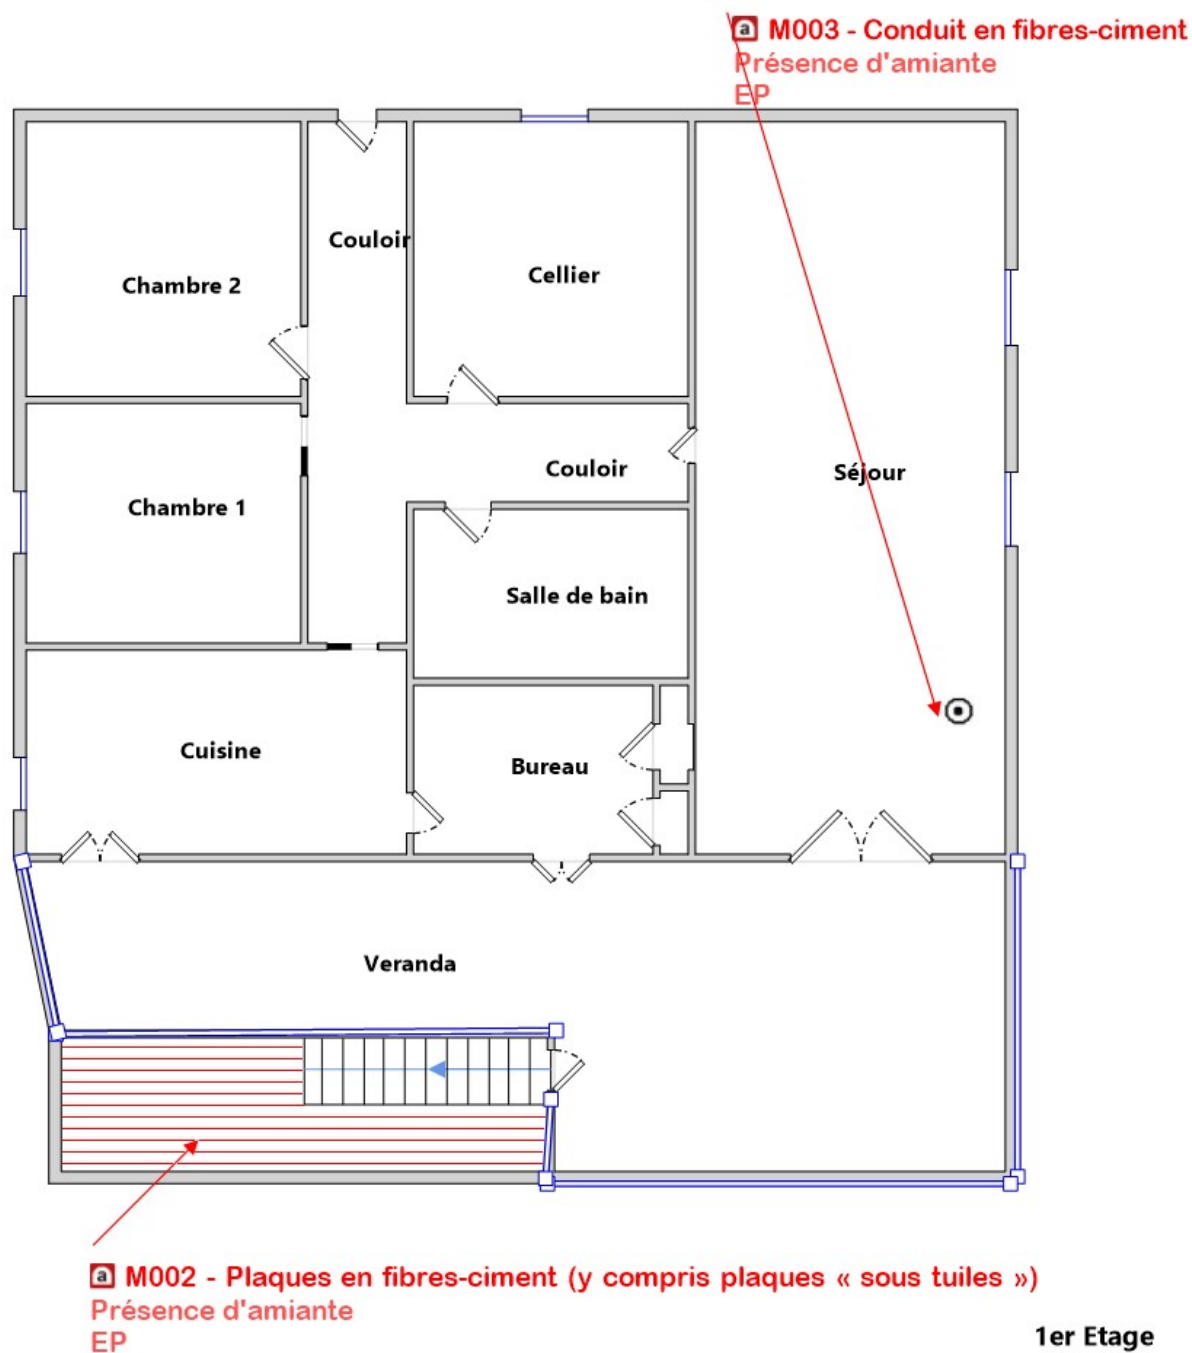 a M003 - Conduit en fibres-ciment
Présence d'amiante
EP
Couloir
Chambre 2
Cellier
Couloir
Séjour
Chambre 1
Salle de bain
Cuisine
Bureau
Veranda
a M002 - Plaques en fibres-ciment (y compris plaques « sous tuiles »)
Présence d'amiante
EP
1er Etage